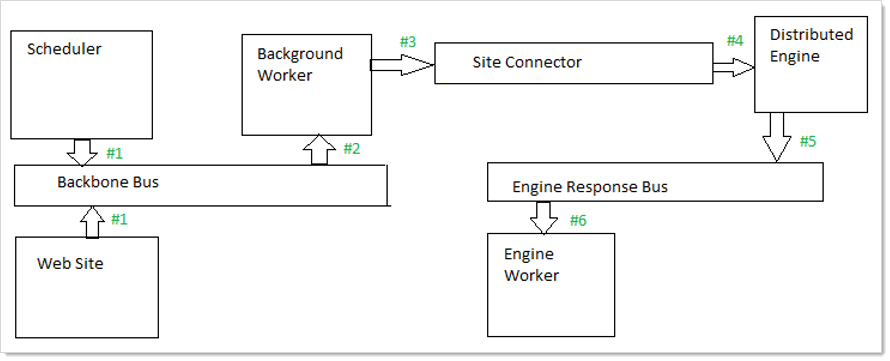 Scheduler
#1
Backbone Bus
#1
Web Site
Background
Worker
#2
#3
Site Connector
#4
Distributed
Engine
#5
Engine Response Bus
#6
Engine
Worker